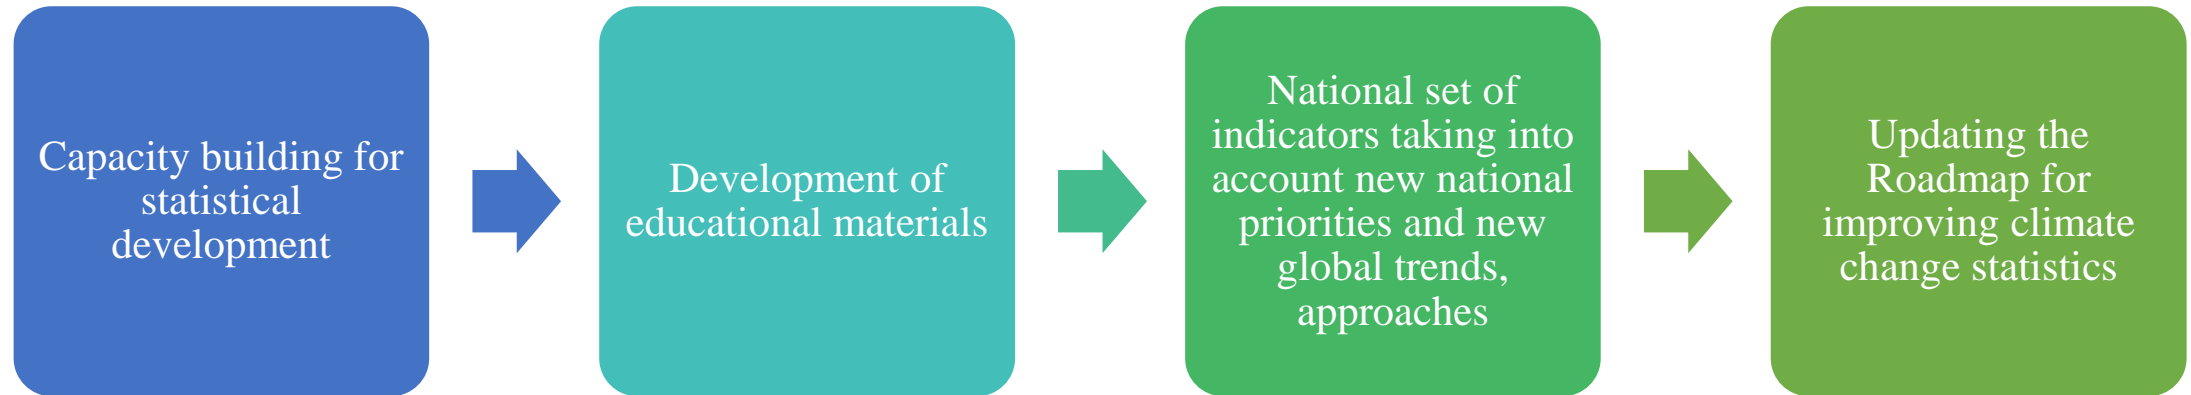 Capacity building for
statistical
development
Development of
educational materials
National set of
indicators taking into
account new national
priorities and new
global trends,
approaches
Updating the
Roadmap for
improving climate
change statistics